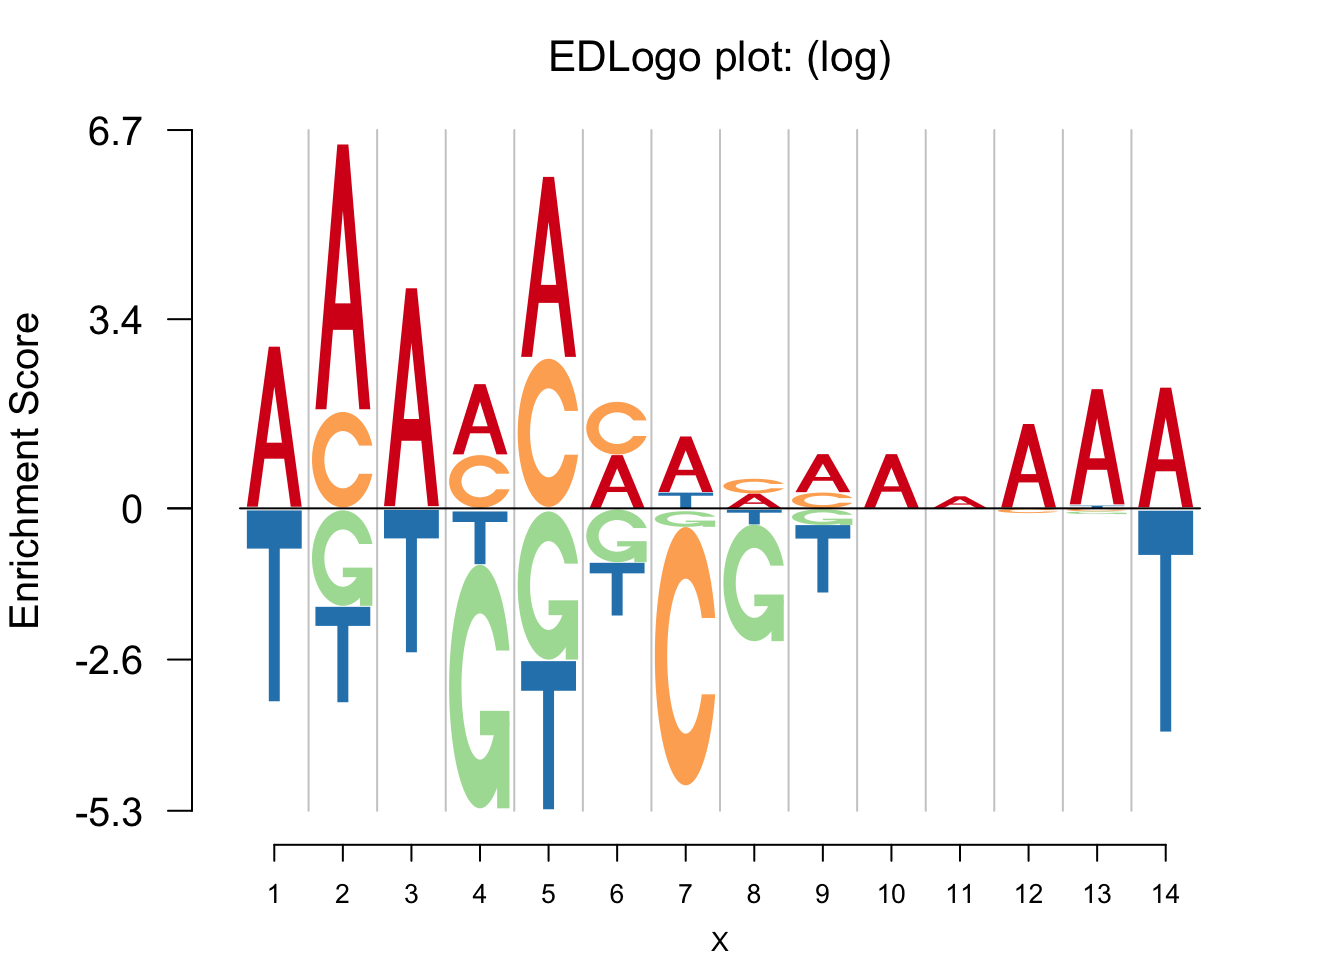 EDLogo plot: (log)
Enrichment Score
6.7
3.4
0
-2.6
-5.3
A A C A A C A C C A A T C A A C A A A A A
T G T T T G G T G T G C T G G T T
1 2 3 4 5 6 7 8 9 10 11 12 13 14
X